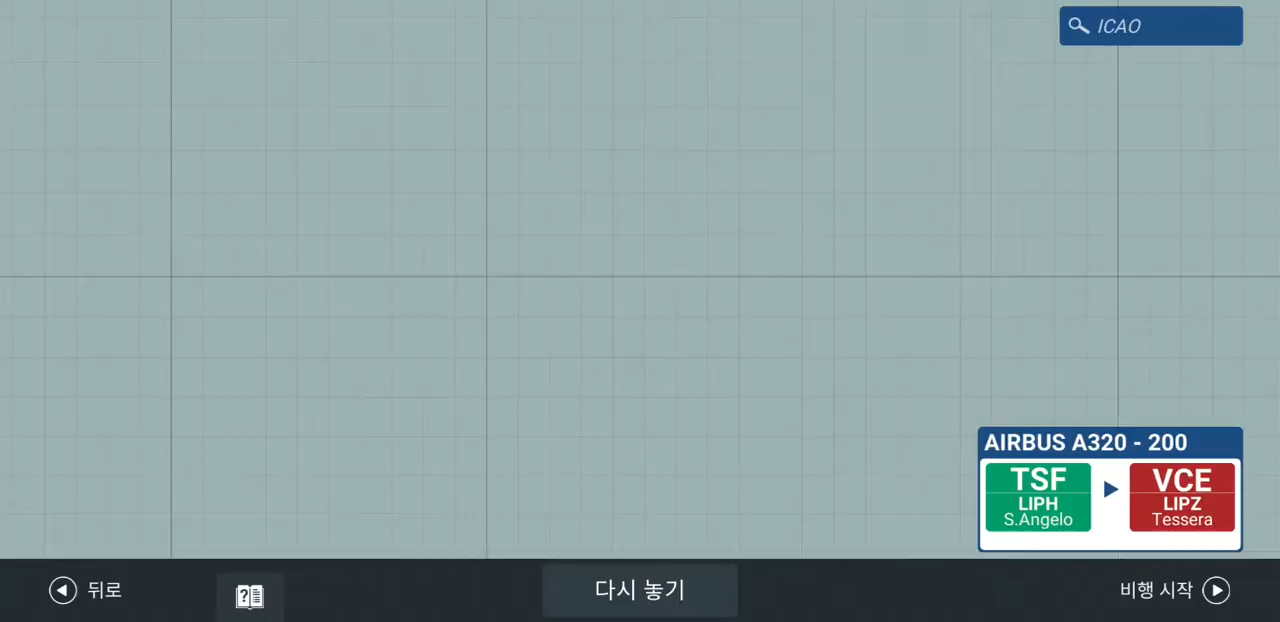 ICAO
AIRBUS A320 - 200
TSF
LIPH
S.Angelo
VCE
LIPZ
Tessera
뒤로
다시 놓기
비행 시작